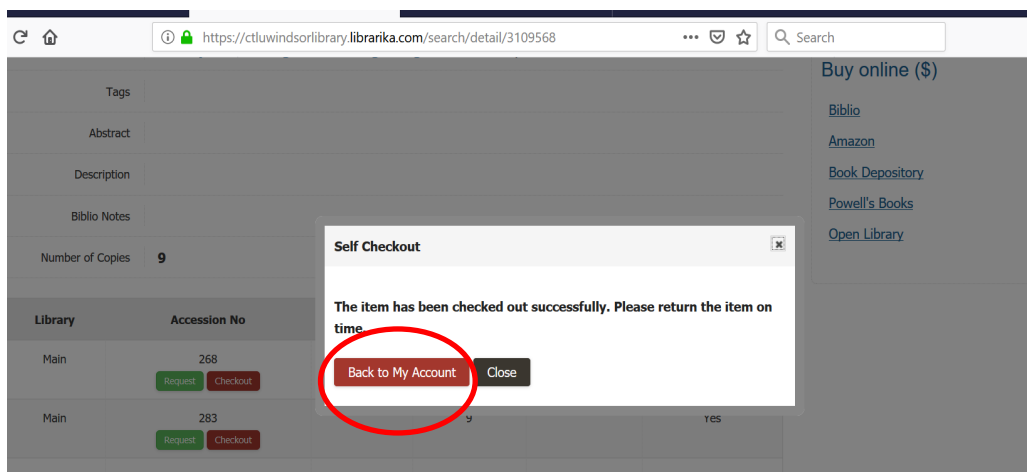 https://ctluwindsorlibrary.librarika.com/search/detail/3109568
Search
Buy online ($)
Tags
Biblio
Abstract
Amazon
Description
Book Depository
Biblio Notes
Powell's Books
Open Library
Number of Copies 9
Self Checkout
The item has been checked out successfully. Please return the item on
time.
Back to My Account Close
Library Accession No
Main 268
Request Checkout
Main 283 9 Yes
Request Checkout